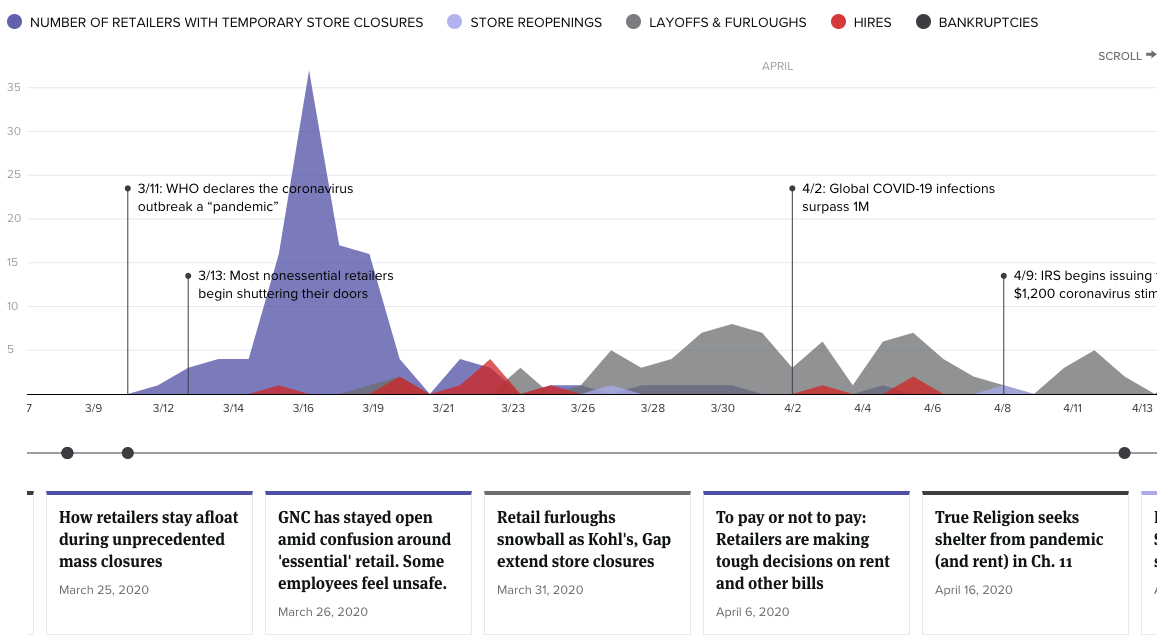 NUMBER OF RETAILERS WITH TEMPORARY STORE CLOSURES
STORE REOPENINGS
LAYOFFS & FURLOUGHS
HIRES
BANKRUPTCIES
SCROLL
APRIL
35
30
25
20
15
10
5
3/11: WHO declares the coronavirus
outbreak a “pandemic”
3/13: Most nonessential retailers
begin shuttering their doors
4/2: Global COVID-19 infections
surpass 1M
4/9: IRS begins issuing
$1,200 coronavirus stim
7
3/9
3/12
3/14
3/16
3/19
3/21
3/23
3/26
3/28
3/30
4/2
4/4
4/6
4/8
4/11
4/13
How retailers stay afloat
during unprecedented
mass closures
March 25, 2020
GNC has stayed open
amid confusion around
'essential' retail. Some
employees feel unsafe.
March 26, 2020
Retail furloughs
snowball as Kohl's, Gap
extend store closures
March 31, 2020
To pay or not to pay:
Retailers are making
tough decisions on rent
and other bills
April 6, 2020
True Religion seeks
shelter from pandemic
(and rent) in Ch. 11
April 16, 2020